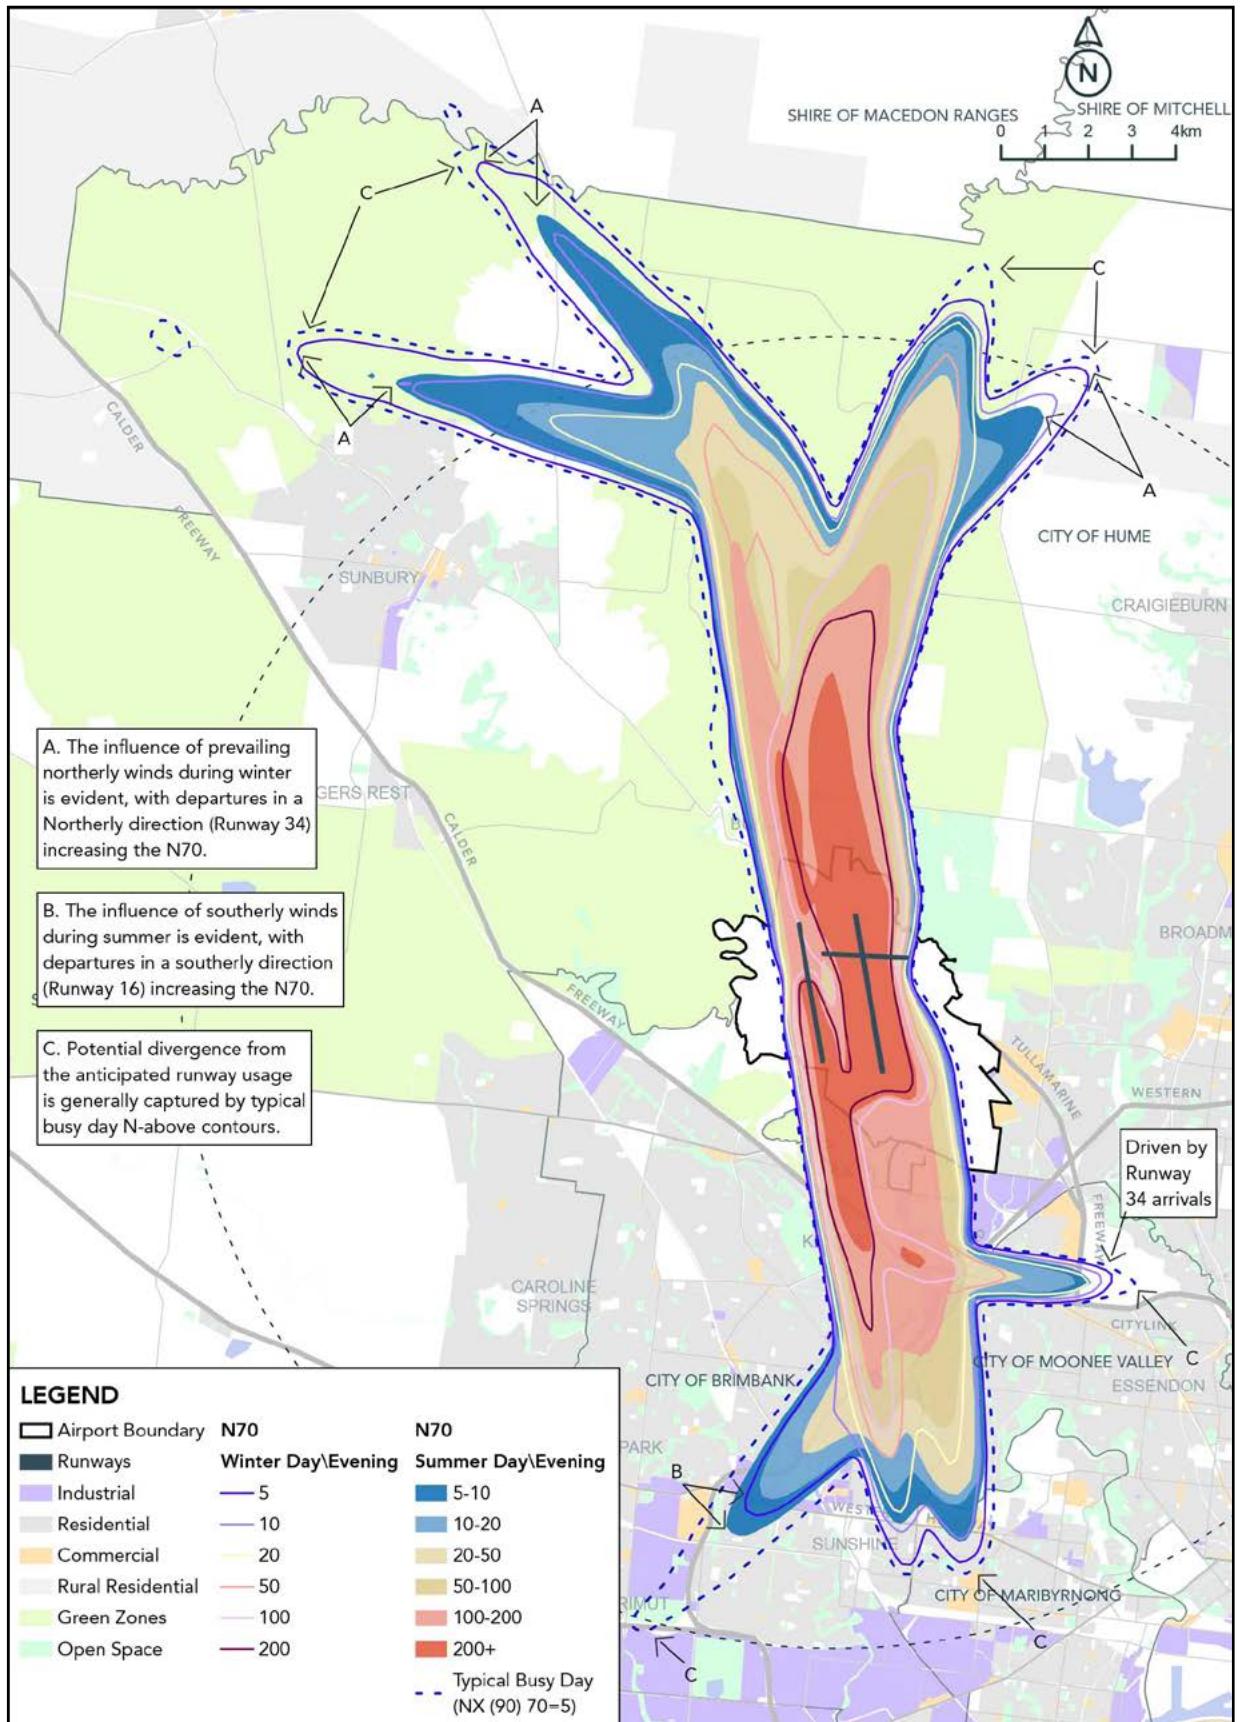 N
SHIRE OF MACEDON RANGES
SHIRE OF MITCHELL
0 1 2 3 4km
A
C
C
A
A
CALDER
FREEWAY
SUNBURY
CITY OF HUME
CRAIGIEBURN
A. The influence of prevailing
northerly winds during winter
is evident, with departures in a
Northerly direction (Runway 34)
increasing the N70.
GERS REST
CALDER
B. The influence of southerly winds
during summer is evident, with
departures in a southerly direction
(Runway 16) increasing the N70.
BROADM
FREEWAY
C. Potential divergence from
the anticipated runway usage
is generally captured by typical
busy day N-above contours.
TULLAMARINE
WESTERN
Driven by
Runway
34 arrivals
FREEWAY
CAROLINE
SPRINGS
CITYLINK
C
CITY OF MOONEE VALLEY
ESSENDON
CITY OF BRIMBANK
PARK
B
WESTE
SUNSHINE
RIMUT
CITY OF MARIBYRNONG
C
C
LEGEND
Airport Boundary
Runways
Industrial
Residential
Commercial
Rural Residential
Green Zones
Open Space
N70
Winter Day\Evening
5
10
20
50
100
200
N70
Summer Day\Evening
5-10
10-20
20-50
50-100
100-200
200+
Typical Busy Day
(NX (90) 70=5)